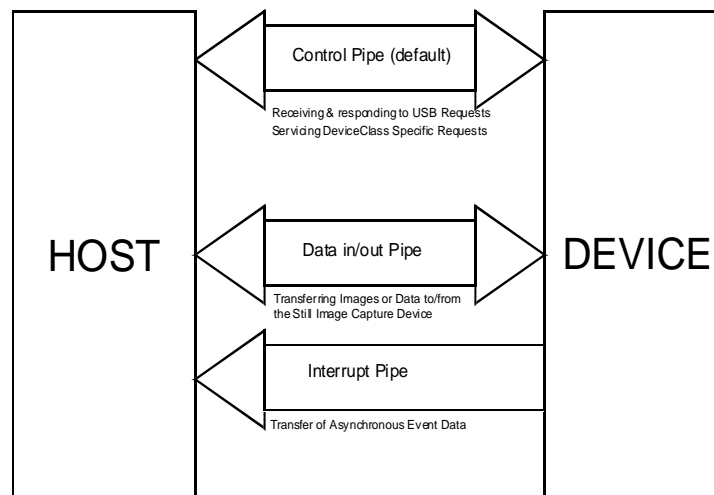 Control Pipe (default)
Receiving & responding to USB Requests
Servicing DeviceClass Specific Requests
HOST
Data in/out Pipe
DEVICE
Transferring Images or Data to/from
the Still Image Capture Device
Interrupt Pipe
Transfer of Asynchronous Event Data